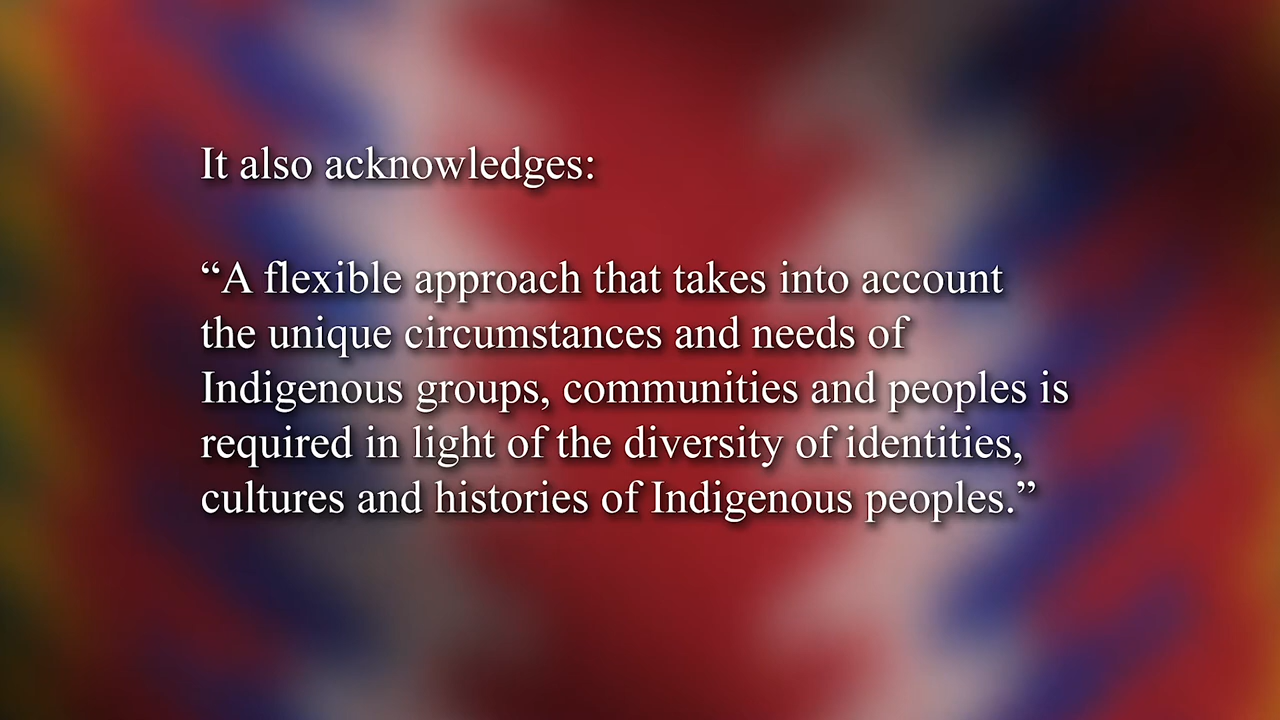 It also acknowledges:
“A flexible approach that takes into account
the unique circumstances and needs of
Indigenous groups, communities and peoples is
required in light of the diversity of identities,
cultures and histories of Indigenous peoples.”